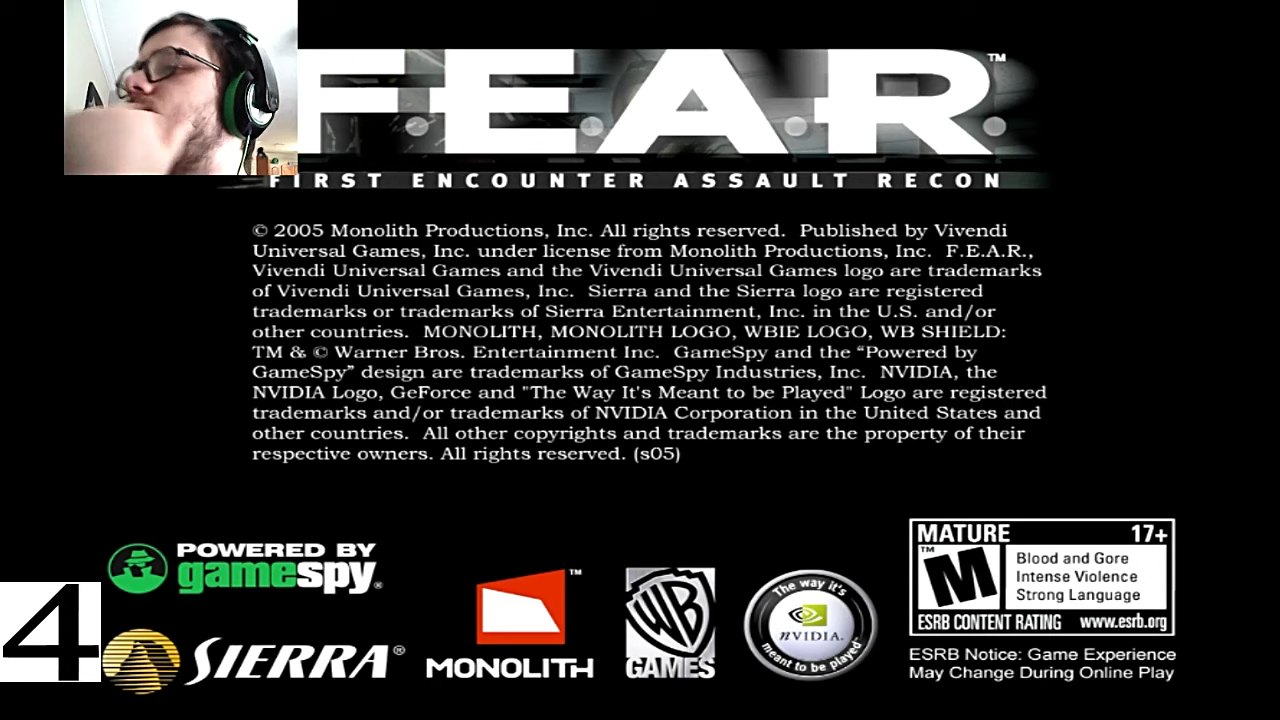 F.E.A.R.™
FIRST ENCOUNTER ASSAULT RECON
© 2005 Monolith Productions, Inc. All rights reserved.  Published by Vivendi
Universal Games, Inc. under license from Monolith Productions, Inc.  F.E.A.R.,
Vivendi Universal Games and the Vivendi Universal Games logo are trademarks
of Vivendi Universal Games, Inc.  Sierra and the Sierra logo are registered
trademarks or trademarks of Sierra Entertainment, Inc. in the U.S. and/or
other countries.  MONOLITH, MONOLITH LOGO, WBIE LOGO, WB SHIELD:
TM & © Warner Bros. Entertainment Inc.  GameSpy and the “Powered by
GameSpy” design are trademarks of GameSpy Industries, Inc.  NVIDIA, the
NVIDIA Logo, GeForce and "The Way It's Meant to be Played" Logo are registered
trademarks and/or trademarks of NVIDIA Corporation in the United States and
other countries.  All other copyrights and trademarks are the property of their
respective owners. All rights reserved. (s05)
POWERED BY
gamespy®
4
SIERRA®
MONOLITH™
WB
GAMES
The way it's
nVIDIA.
meant to be played™
MATURE 17+
M™
Blood and Gore
Intense Violence
Strong Language
ESRB CONTENT RATING www.esrb.org
ESRB Notice: Game Experience
May Change During Online Play